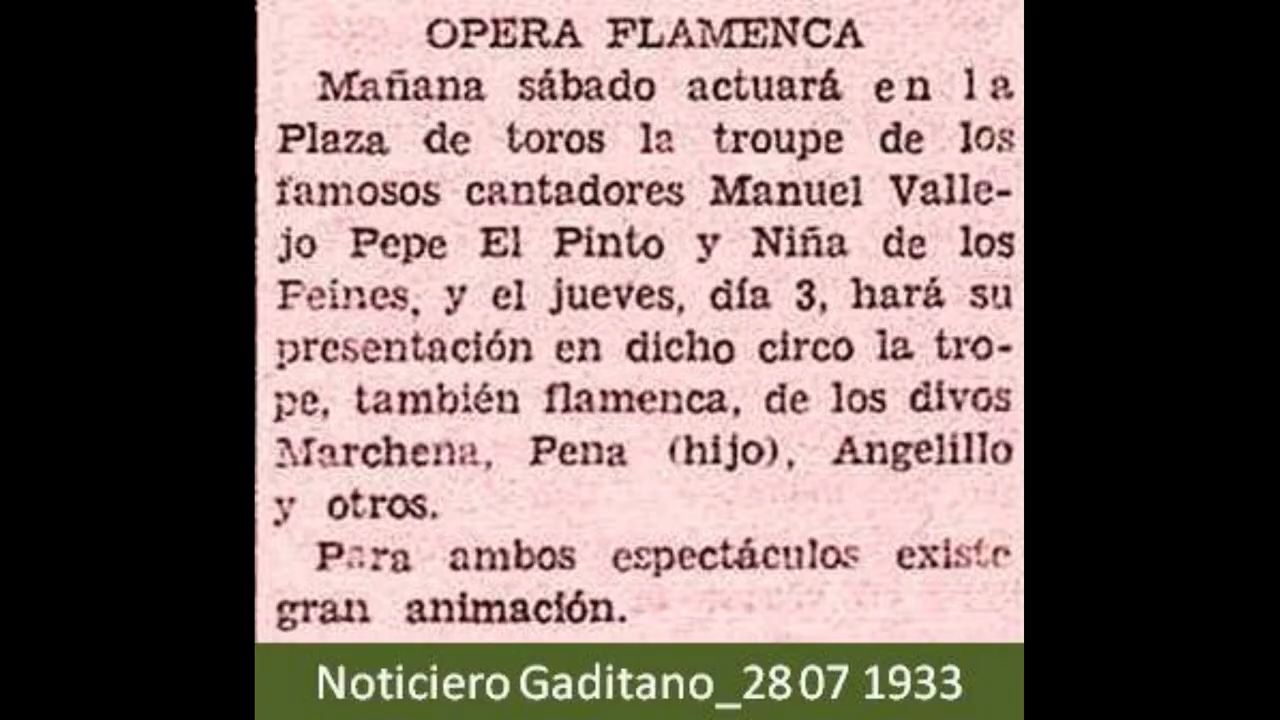 OPERA FLAMENCA
Mañana sábado actuará en la
Plaza de toros la troupe de los
famosos cantadores Manuel Valle-
jo Pepe El Pinto y Niña de los
Peines, y el jueves, día 3, hará su
presentación en dicho circo la tro-
pe, también flamenca, de los divos
Marchena, Pena (hijo), Angelillo
y otros.
Para ambos espectáculos existe
gran animación.
Noticiero Gaditano_28 07 1933